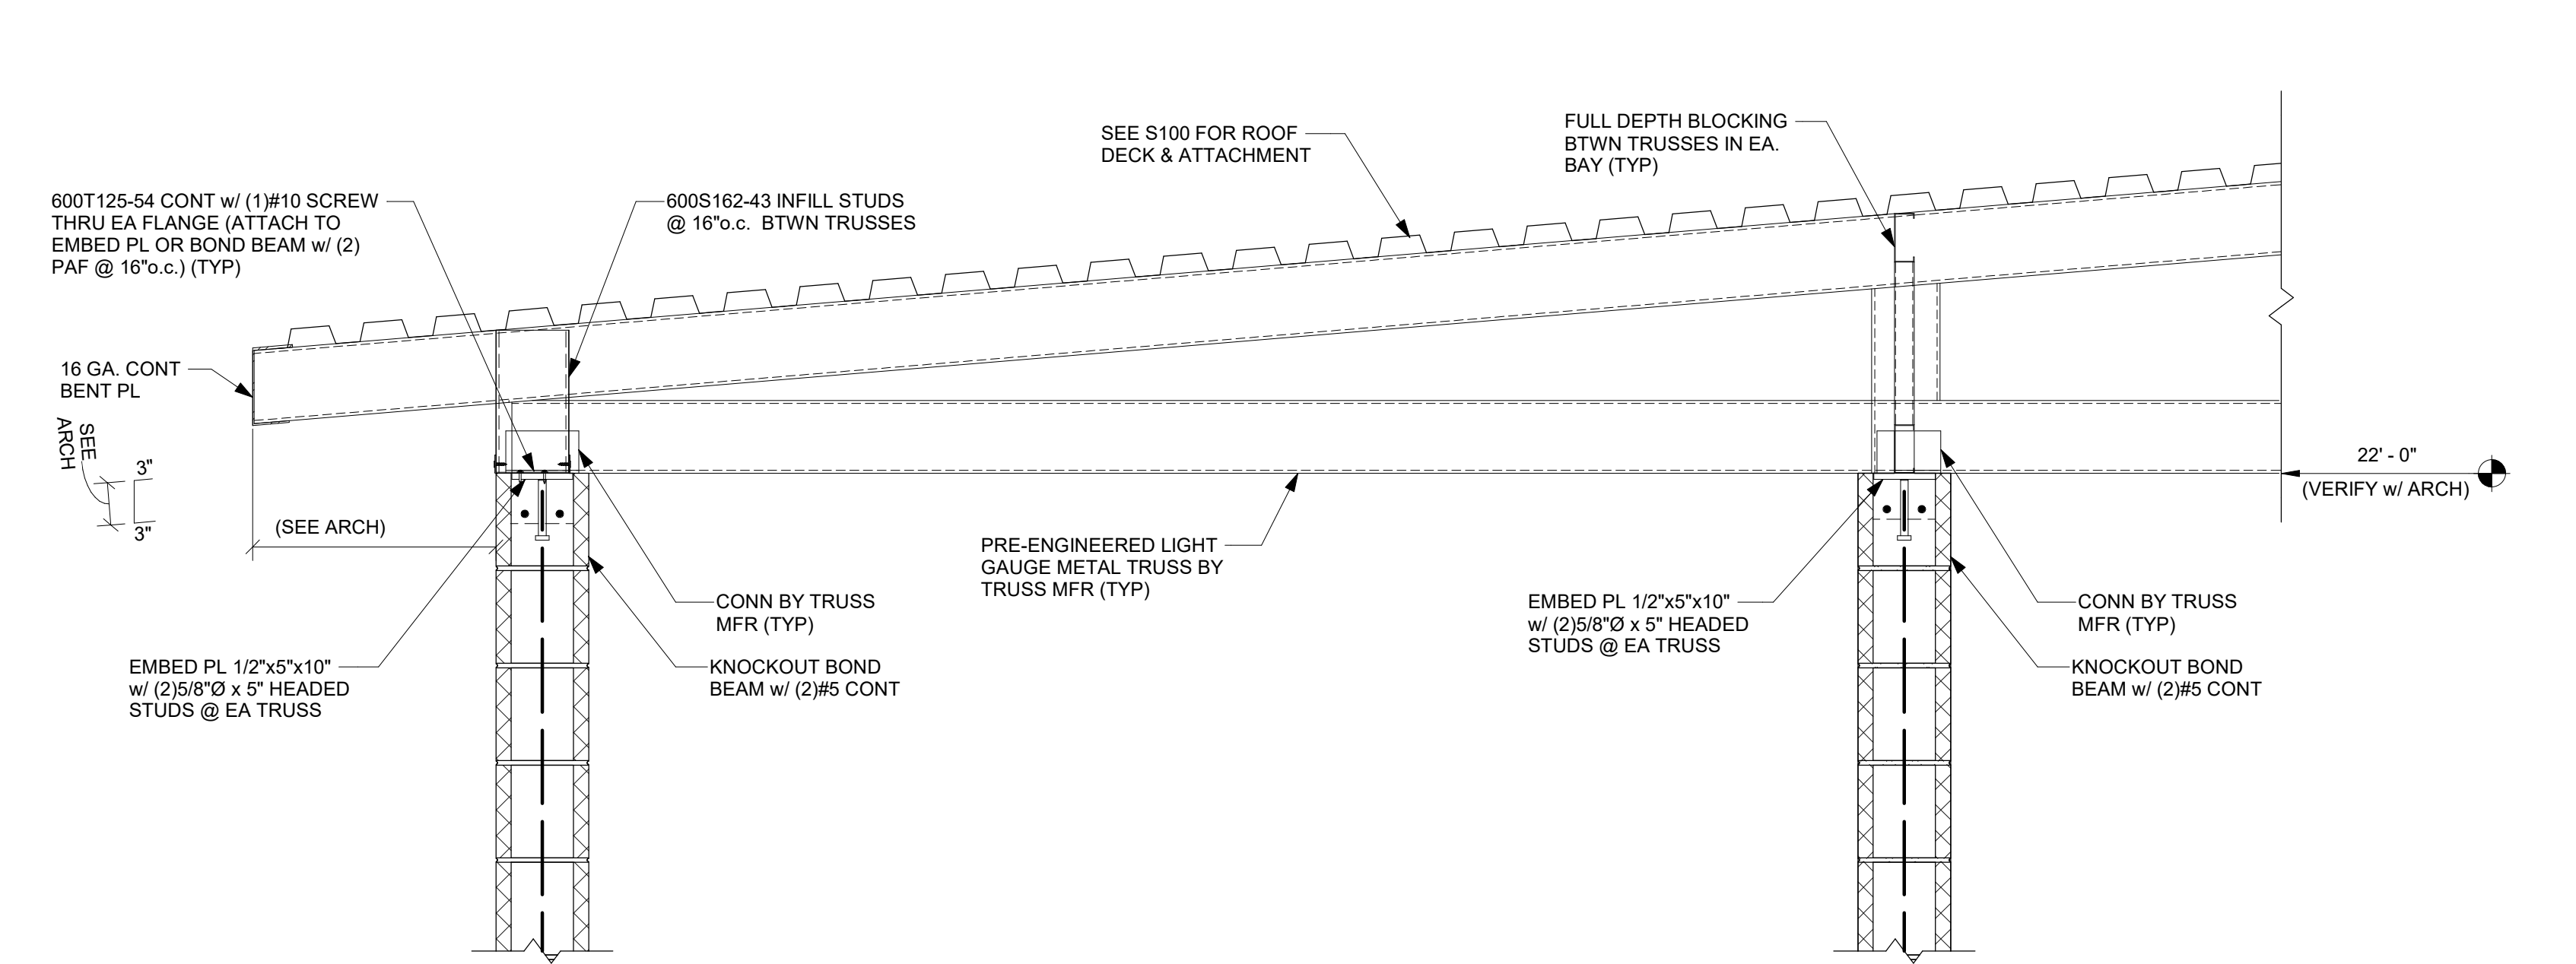 FULL DEPTH BLOCKING
BTWN TRUSSES IN EA.
BAY (TYP)
SEE S100 FOR ROOF
DECK & ATTACHMENT
600T125-54 CONT w/ (1)#10 SCREW
THRU EA FLANGE (ATTACH TO
EMBED PL OR BOND BEAM w/ (2)
PAF @ 16"o.c.) (TYP)
600S162-43 INFILL STUDS
@ 16"o.c. BTWN TRUSSES
16 GA. CONT
BENT PL
SEE
ARCH
3"
3"
(SEE ARCH)
22' - 0"
(VERIFY w/ ARCH)
PRE-ENGINEERED LIGHT
GAUGE METAL TRUSS BY
TRUSS MFR (TYP)
CONN BY TRUSS
MFR (TYP)
EMBED PL 1/2"x5"x10"
w/ (2)5/8"Ø x 5" HEADED
STUDS @ EA TRUSS
CONN BY TRUSS
MFR (TYP)
EMBED PL 1/2"x5"x10"
w/ (2)5/8"Ø x 5" HEADED
STUDS @ EA TRUSS
KNOCKOUT BOND
BEAM w/ (2)#5 CONT
KNOCKOUT BOND
BEAM w/ (2)#5 CONT